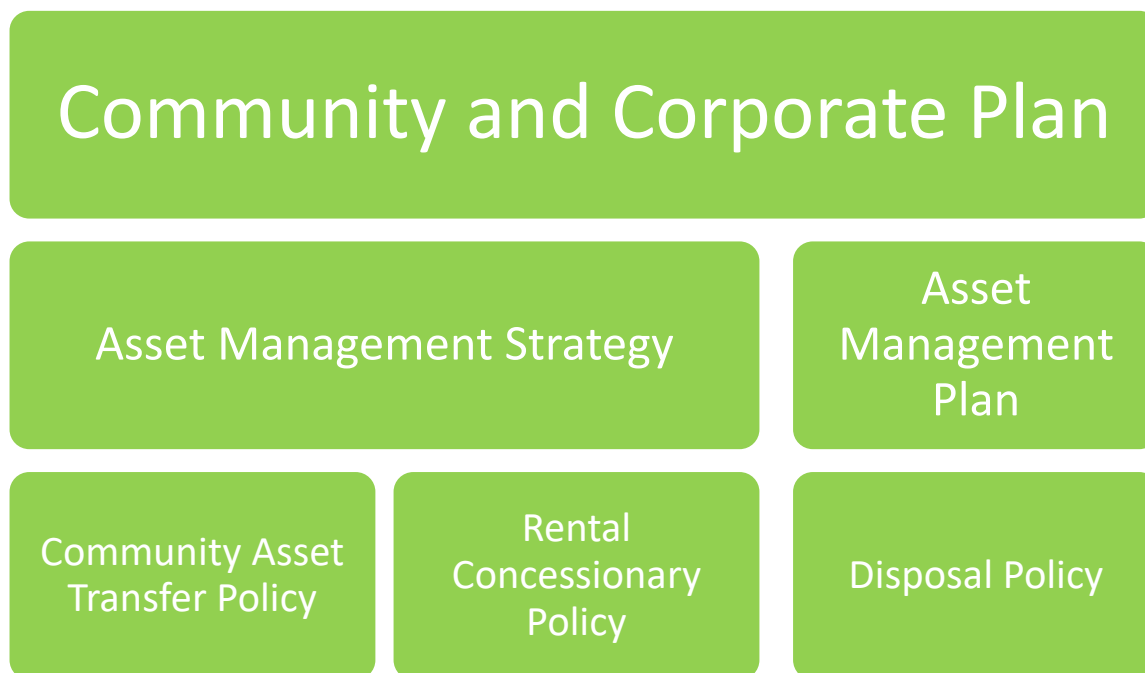 Community and Corporate Plan
Asset Management Strategy
Asset
Management
Plan
Community Asset
Transfer Policy
Rental
Concessionary
Policy
Disposal Policy